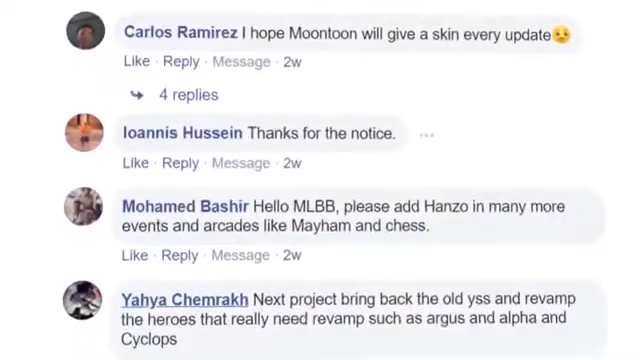 Carlos Ramirez I hope Moontoon will give a skin every update😣
Like · Reply · Message · 2w
4 replies
Ioannis Hussein Thanks for the notice.
Like · Reply · Message · 2w
Mohamed Bashir Hello MLBB, please add Hanzo in many more
events and arcades like Mayham and chess.
Like · Reply · Message · 2w
Yahya Chemrakh Next project bring back the old yss and revamp
the heroes that really need revamp such as argus and alpha and
Cyclops